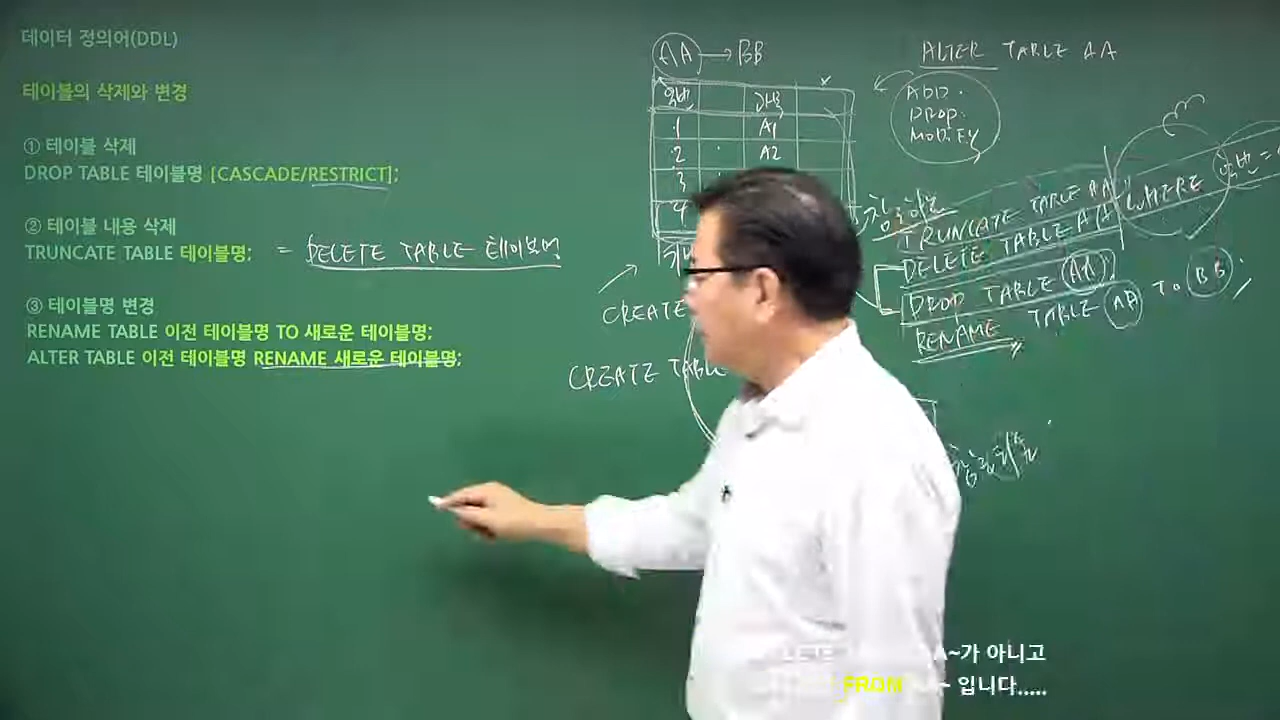 데이터 정의어(DDL)
테이블의 삭제와 변경
① 테이블 삭제
DROP TABLE 테이블명 [CASCADE/RESTRICT];
② 테이블 내용 삭제
TRUNCATE TABLE 테이블명; = DELETE TABLE 테이블명
③ 테이블명 변경
RENAME TABLE 이전 테이블명 TO 새로운 테이블명;
ALTER TABLE 이전 테이블명 RENAME 새로운 테이블명;
AA → BB
1 A1
2 A2
3
4
CREATE
CREATE TABLE
ALTER TABLE AA
ADD.
DROP.
MODIFY
TRUNCATE TABLE AA
DELETE TABLE AA WHERE
DROP TABLE AA;
RENAME TABLE AA TO BB;
A~가 아니고
FROM 입니다.....